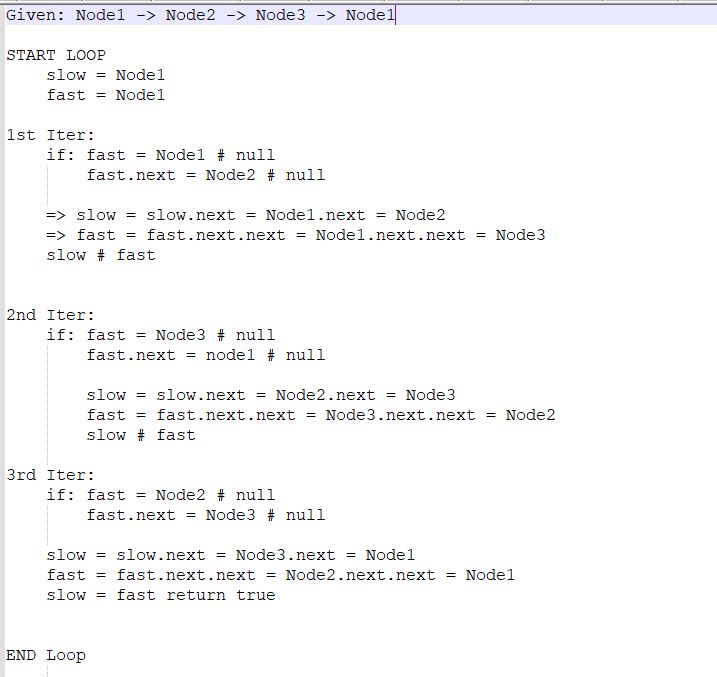 Given: Node1 -> Node2 -> Node3 -> Node1
START LOOP
slow = Node1
fast = Node1
1st Iter:
if: fast = Node1 # null
fast.next = Node2 # null
=> slow = slow.next = Node1.next = Node2
=> fast = fast.next.next = Node1.next.next = Node3
slow # fast
2nd Iter:
if: fast = Node3 # null
fast.next = node1 # null
slow = slow.next = Node2.next = Node3
fast = fast.next.next = Node3.next.next = Node2
slow # fast
3rd Iter:
if: fast = Node2 # null
fast.next = Node3 # null
slow = slow.next = Node3.next = Node1
fast = fast.next.next = Node2.next.next = Node1
slow = fast return true
END Loop